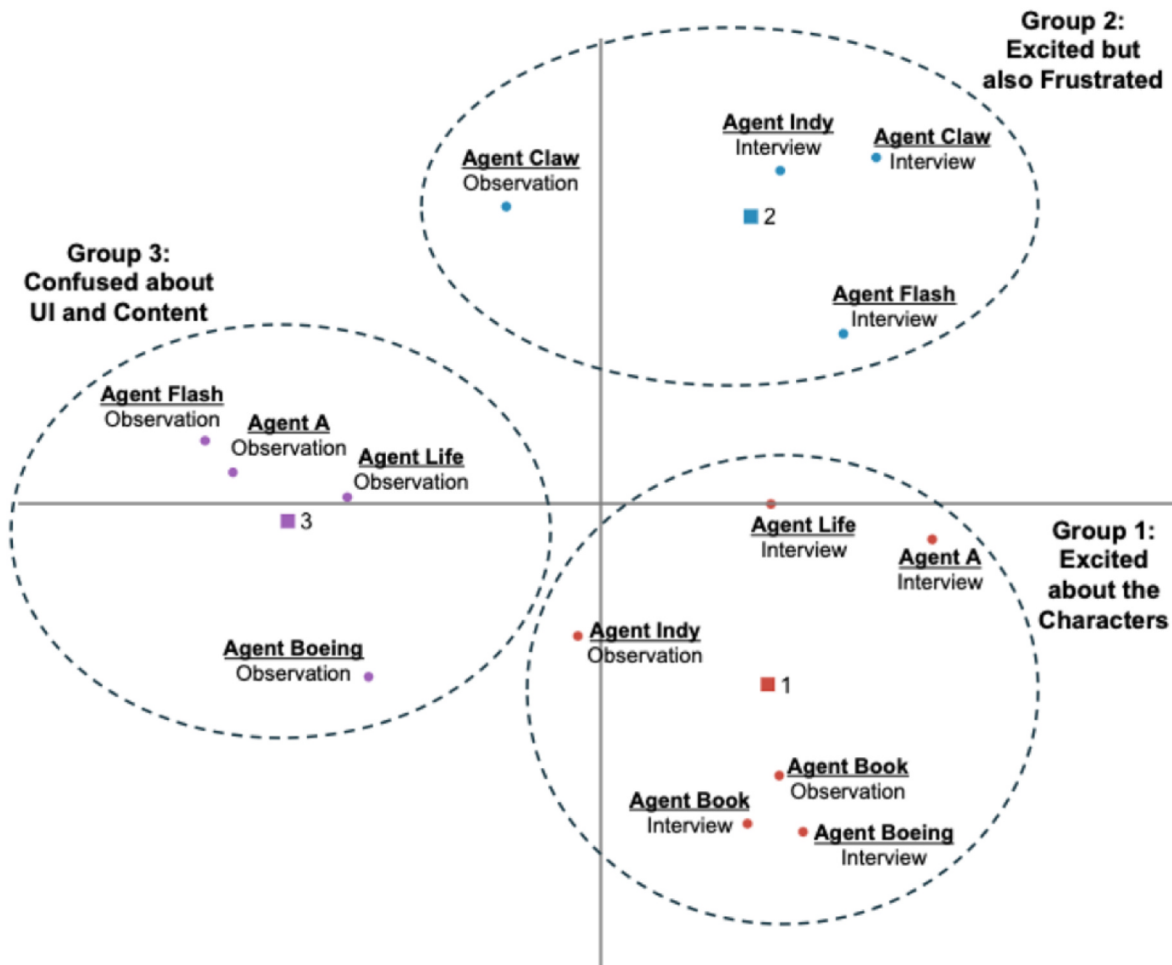 Group 2:
Excited but
also Frustrated
Agent Indy
Interview
Agent Claw
Interview
Agent Claw
Observation
2
Group 3:
Confused about
UI and Content
Agent Flash
Interview
Agent Flash
Observation
Agent A
Observation
Agent Life
Observation
3
Agent Life
Interview
Agent A
Interview
Group 1:
Excited
about the
Characters
Agent Indy
Observation
Agent Boeing
Observation
1
Agent Book
Observation
Agent Book
Interview
Agent Boeing
Interview